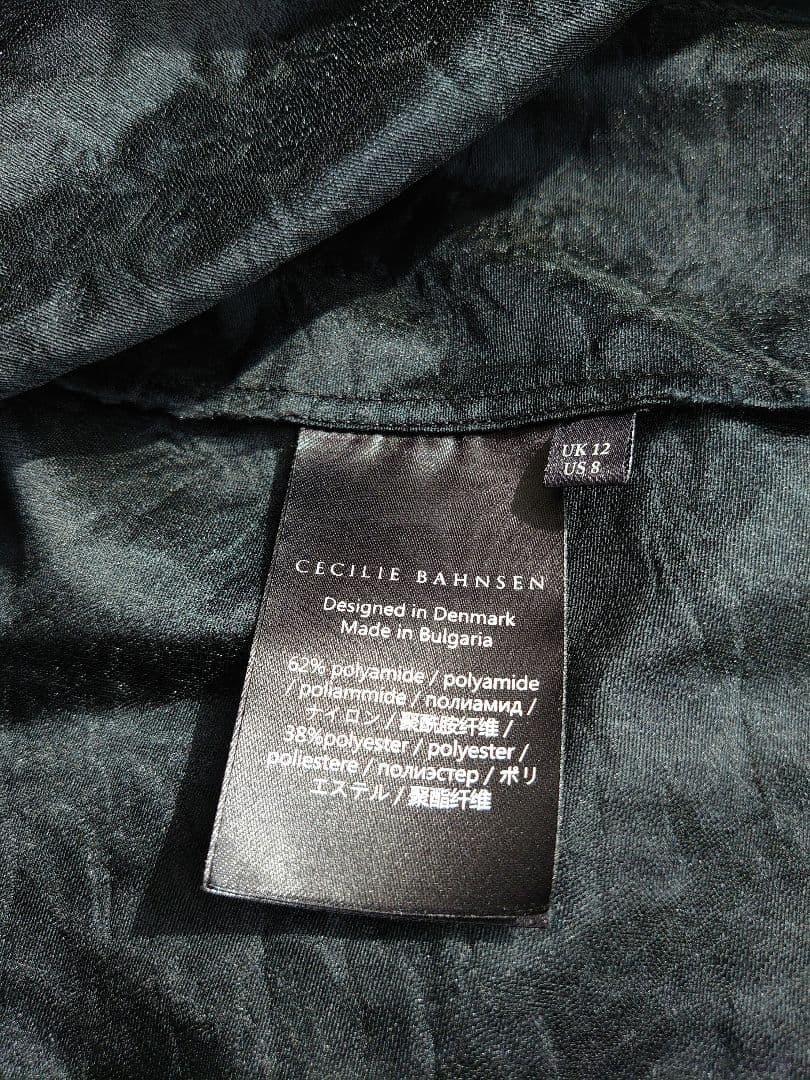 UK 12
US 8
CECILIE BAHNSEN
Designed in Denmark
Made in Bulgaria
62% polyamide / polyamide
/ poliammide / полиамид /
ナイロン / 聚酰胺纤维 /
38%polyester / polyester /
poliestere / полиэстер / ポリ
エステル / 聚酯纤维